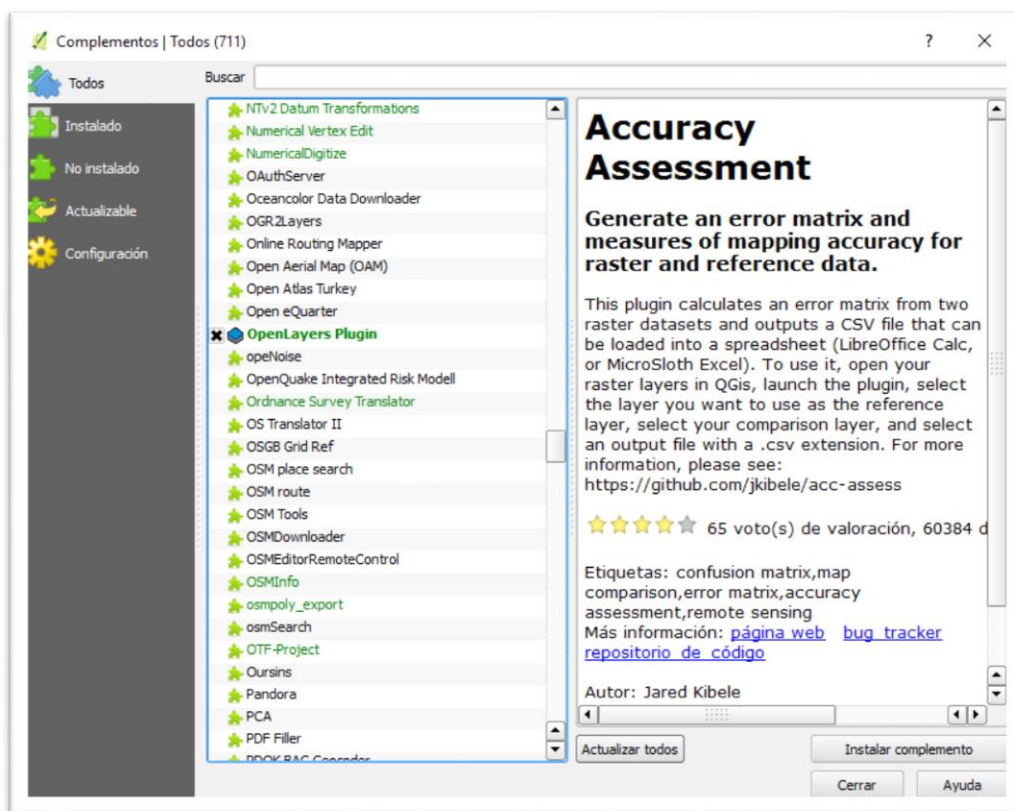 Complementos | Todos (711)
?
Todos
Instalado
No instalado
Actualizable
Configuración
Buscar
NTv2 Datum Transformations
Numerical Vertex Edit
NumericalDigitize
OAuthServer
Oceancolor Data Downloader
OGR2Layers
Online Routing Mapper
Open Aerial Map (OAM)
Open Atlas Turkey
Open eQuarter
OpenLayers Plugin
opeNoise
OpenQuake Integrated Risk Modell
Ordnance Survey Translator
OS Translator II
OSGB Grid Ref
OSM place search
OSM route
OSM Tools
OSMDownloader
OSMEditorRemoteControl
OSMInfo
osmpoly_export
osmSearch
OTF-Project
Oursins
Pandora
PCA
PDF Filler
PDOK BAG Geocoder
Accuracy
Assessment
Generate an error matrix and
measures of mapping accuracy for
raster and reference data.
This plugin calculates an error matrix from two
raster datasets and outputs a CSV file that can
be loaded into a spreadsheet (LibreOffice Calc,
or MicroSloth Excel). To use it, open your
raster layers in QGis, launch the plugin, select
the layer you want to use as the reference
layer, select your comparison layer, and select
an output file with a .csv extension. For more
information, please see:
https://github.com/jkibele/acc-assess
65 voto(s) de valoración, 60384 d
Etiquetas: confusion matrix,map
comparison,error matrix,accuracy
assessment,remote sensing
Más información: página web bug tracker
repositorio de código
Autor: Jared Kibele
Actualizar todos
Instalar complemento
Cerrar
Ayuda